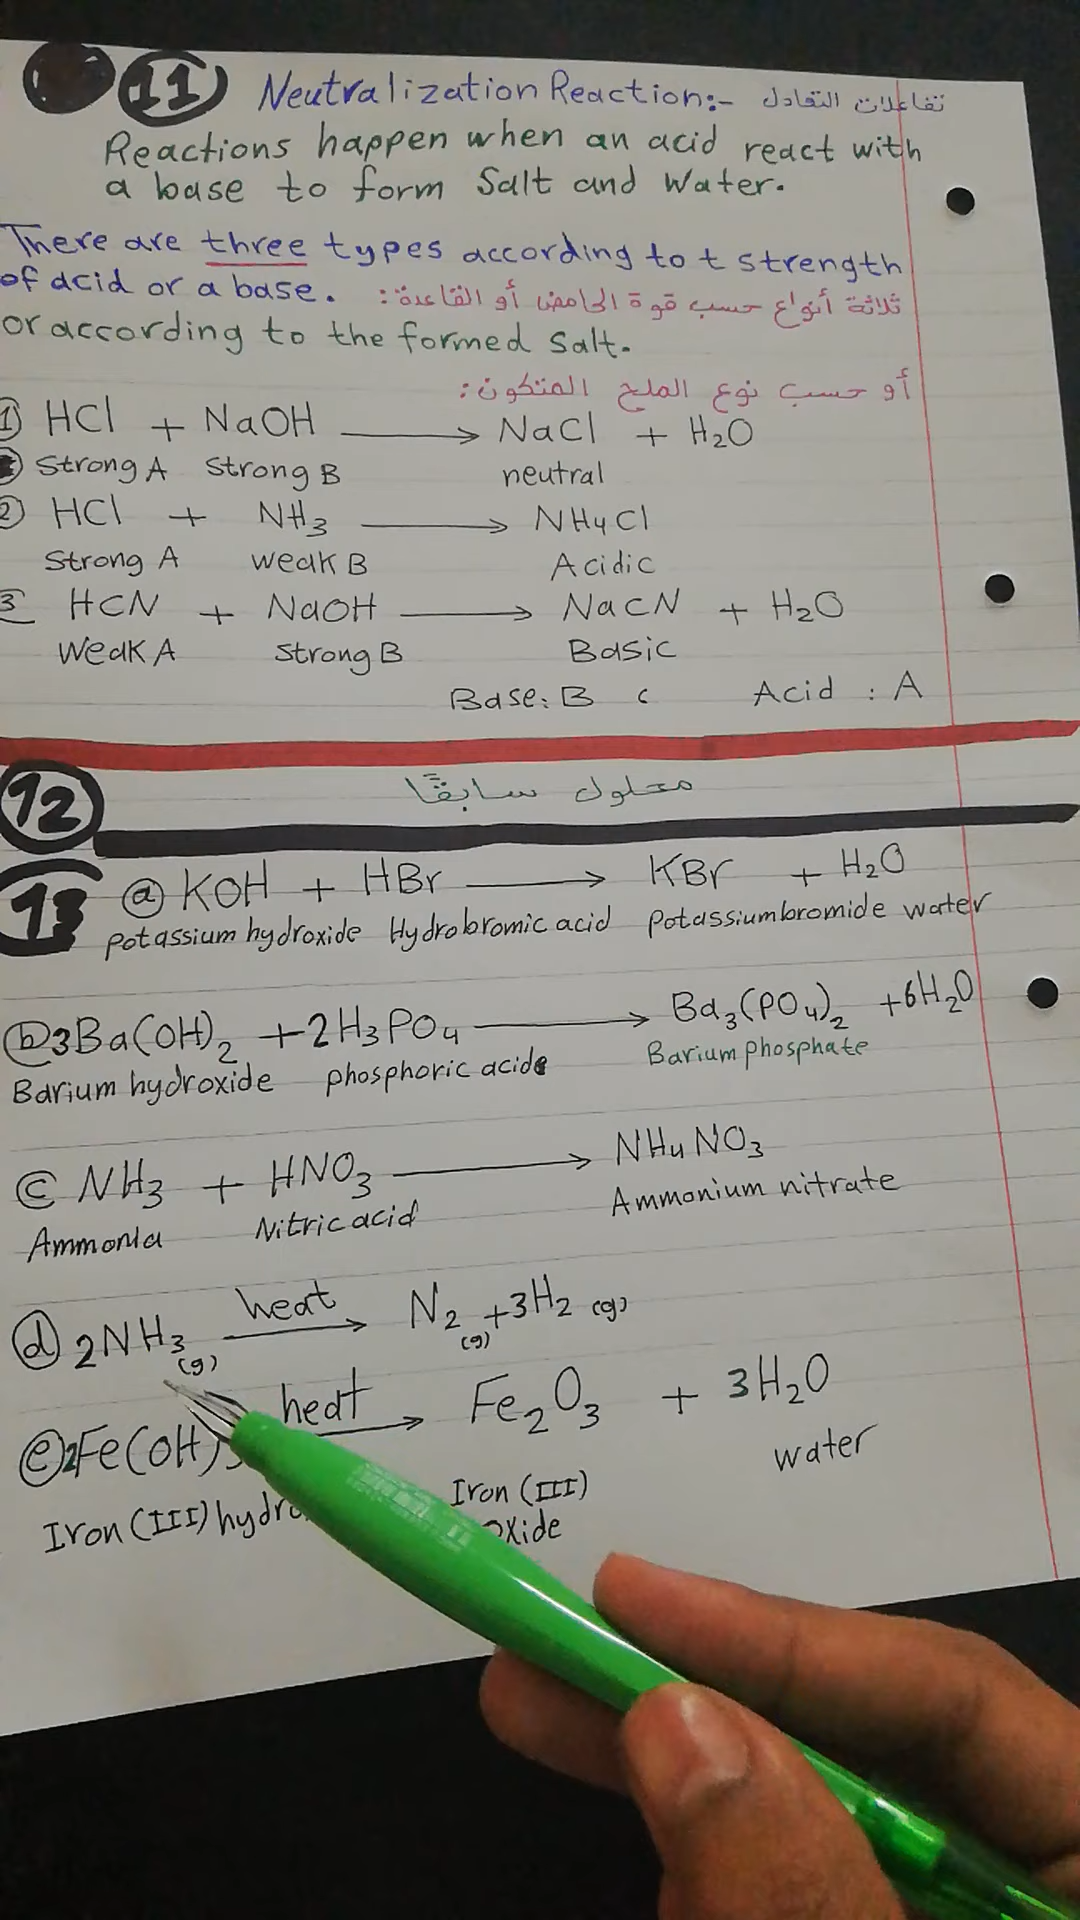 11 Neutralization Reaction:- تفاعلات التعادل
Reactions happen when an acid react with
a base to form Salt and water.
There are three types according to t strength
of acid or a base. ثلاثة أنواع حسب قوة الحامض أو القاعدة:
or according to the formed Salt.
أو حسب نوع الملح المتكون:
1 HCl + NaOH → NaCl + H₂O
Strong A Strong B neutral
2 HCl + NH₃ → NH₄Cl
Strong A weak B Acidic
3 HCN + NaOH → NaCN + H₂O
Weak A Strong B Basic
Base: B ، Acid : A
12 محلول سابقًا
13 a KOH + HBr → KBr + H₂O
potassium hydroxide Hydrobromic acid potassium bromide water
b 3Ba(OH)₂ + 2H₃PO₄ → Ba₃(PO₄)₂ + 6H₂O
Barium hydroxide phosphoric acid Barium phosphate
c NH₃ + HNO₃ → NH₄NO₃
Ammonia Nitric acid Ammonium nitrate
d 2NH₃(g) heat → N₂(g) + 3H₂(g)
e 2Fe(OH) heat → Fe₂O₃ + 3H₂O
water
Iron (III) hydro Iron (III)
oxide